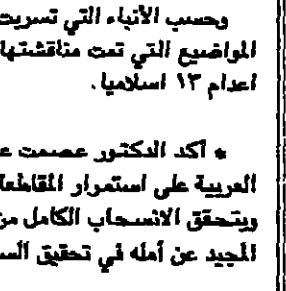 وحسب الأنباء التي تسربت
المواضيع التي تمت مناقشتها
اعدام ١٣ اسلاميا.
* أكد الدكتور عصمت ع
العربية على استمرار المقاطعة
ويتحقق الانسحاب الكامل من
المجيد عن أمله في تحقيق الس